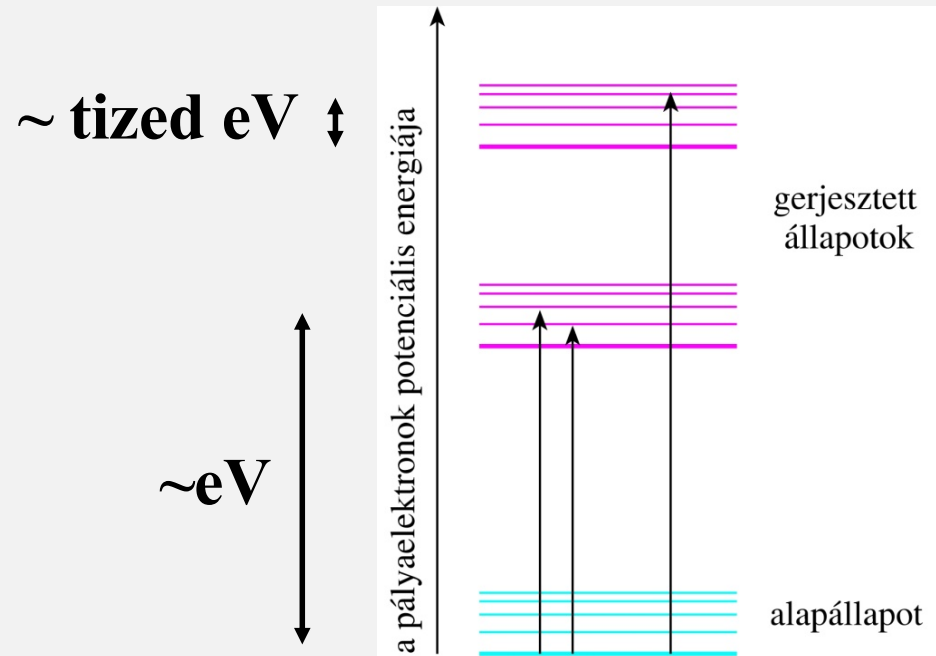 ~ tized eV
~eV
a pályaelektronok potenciális energiája
gerjesztett
állapotok
alapállapot